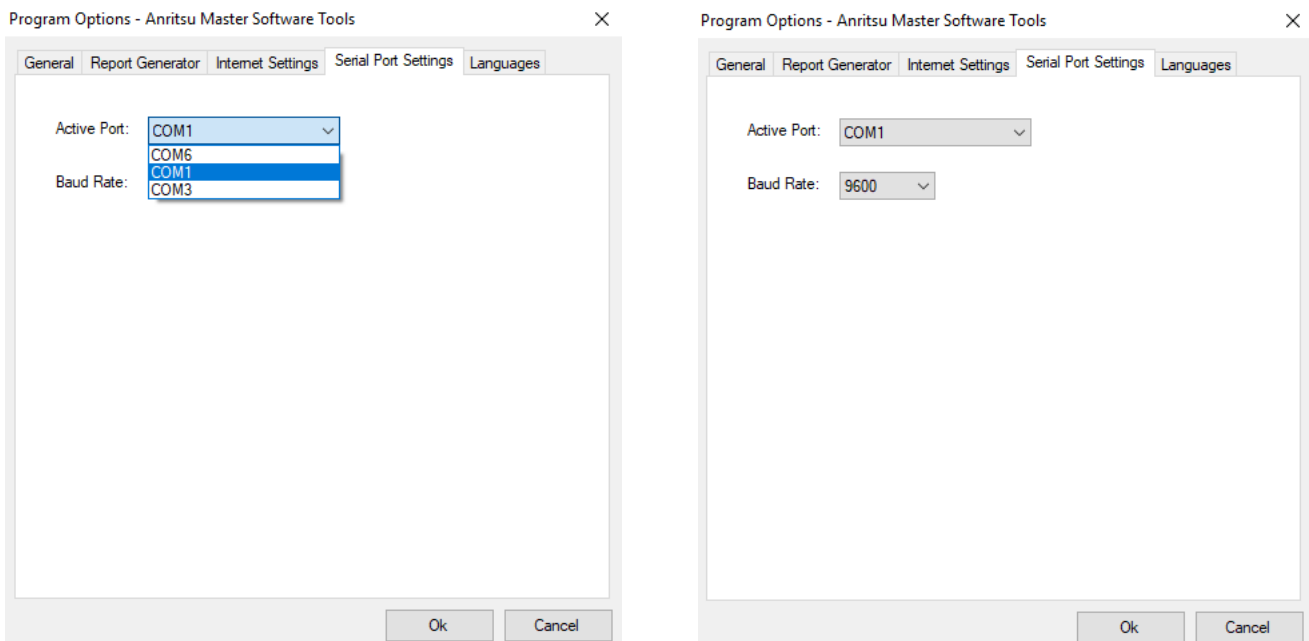 Program Options - Anritsu Master Software Tools
General Report Generator Internet Settings Serial Port Settings Languages
Active Port: COM1
COM6
COM1
Baud Rate:
COM3
Ok Cancel
Program Options - Anritsu Master Software Tools
General Report Generator Internet Settings Serial Port Settings Languages
Active Port: COM1
Baud Rate: 9600
Ok Cancel